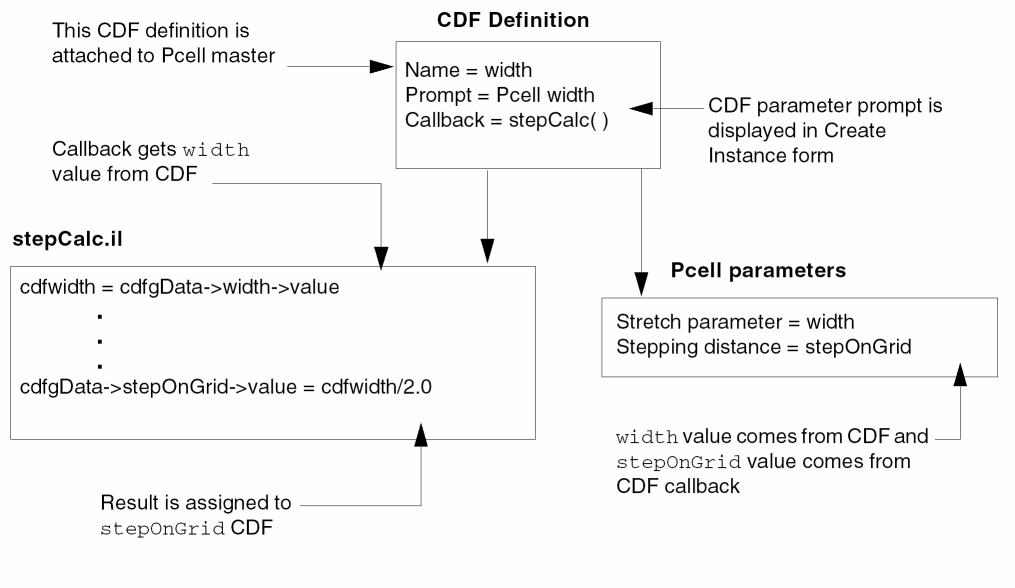 CDF Definition
This CDF definition is
attached to Pcell master
Name = width
Prompt = Pcell width
Callback = stepCalc( )
CDF parameter prompt is
displayed in Create
Instance form
Callback gets width
value from CDF
stepCalc.il
cdfwidth = cdfgData->width->value
.
.
.
cdfgData->stepOnGrid->value = cdfwidth/2.0
Pcell parameters
Stretch parameter = width
Stepping distance = stepOnGrid
width value comes from CDF and
stepOnGrid value comes from
CDF callback
Result is assigned to
stepOnGrid CDF